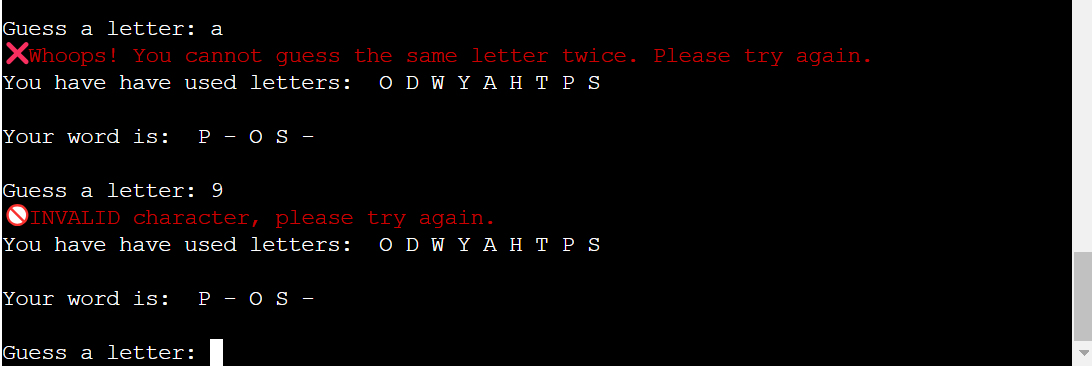 Guess a letter: a
❌Whoops! You cannot guess the same letter twice. Please try again.
You have have used letters:  O D W Y A H T P S
Your word is:  P - O S -
Guess a letter: 9
🚫INVALID character, please try again.
You have have used letters:  O D W Y A H T P S
Your word is:  P - O S -
Guess a letter: